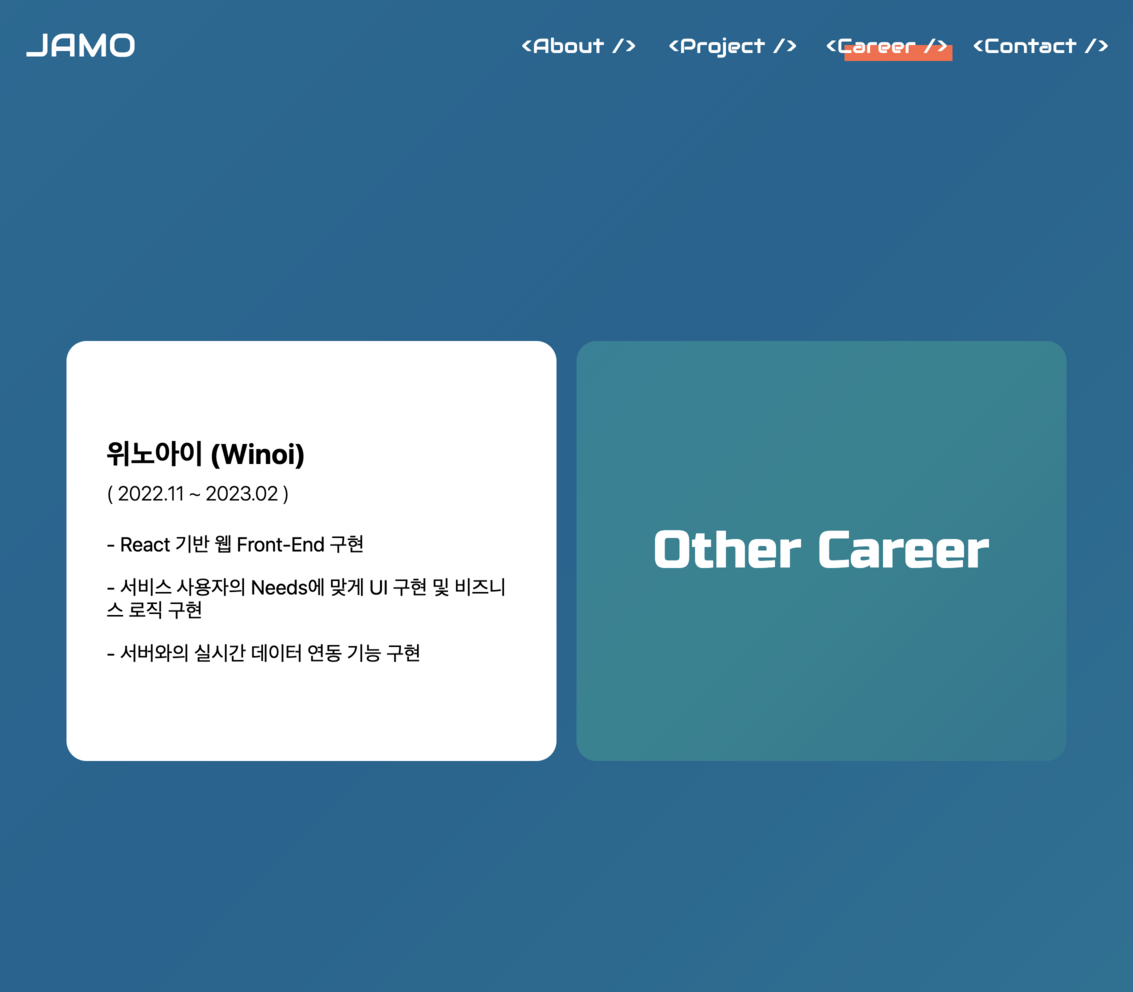 JAMO
<About />
<Project />
<Career />
<Contact />
위노아이 (Winoi)
( 2022.11 ~ 2023.02 )
- React 기반 웹 Front-End 구현
- 서비스 사용자의 Needs에 맞게 UI 구현 및 비즈니
스 로직 구현
- 서버와의 실시간 데이터 연동 기능 구현
Other Career